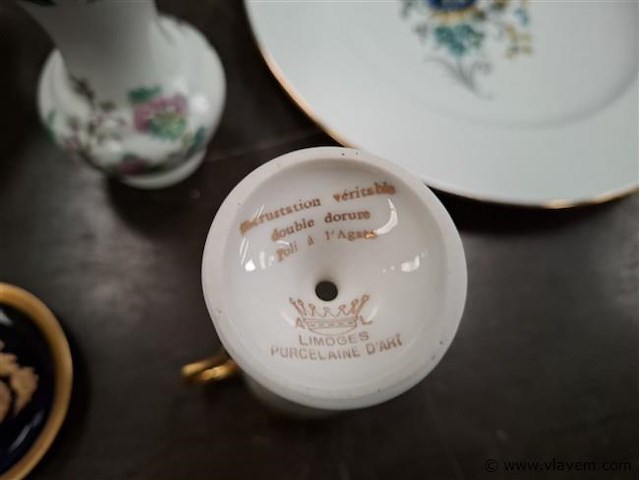 Incrustation véritable
double dorure
Poli à l'Agate
A L
LIMOGES
PORCELAINE D'ART
© www.vlavem.com